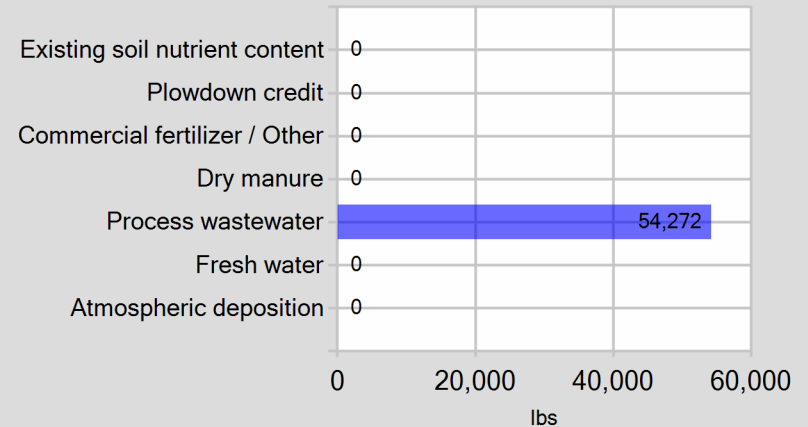 Existing soil nutrient content 0
Plowdown credit 0
Commercial fertilizer / Other 0
Dry manure 0
Process wastewater 54,272
Fresh water 0
Atmospheric deposition 0
0 20,000 40,000 60,000
lbs